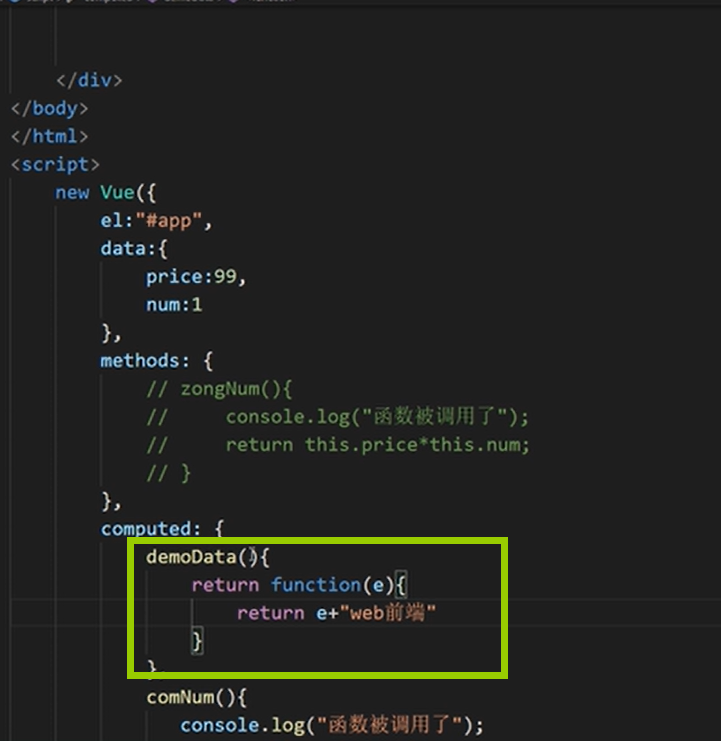 </div>
</body>
</html>
<script>
new Vue({
el:"#app",
data:{
price:99,
num:1
},
methods: {
// zongNum(){
//     console.log("函数被调用了");
//     return this.price*this.num;
// }
},
computed: {
demoData(){
return function(e){
return e+"web前端"
}
},
comNum(){
console.log("函数被调用了");